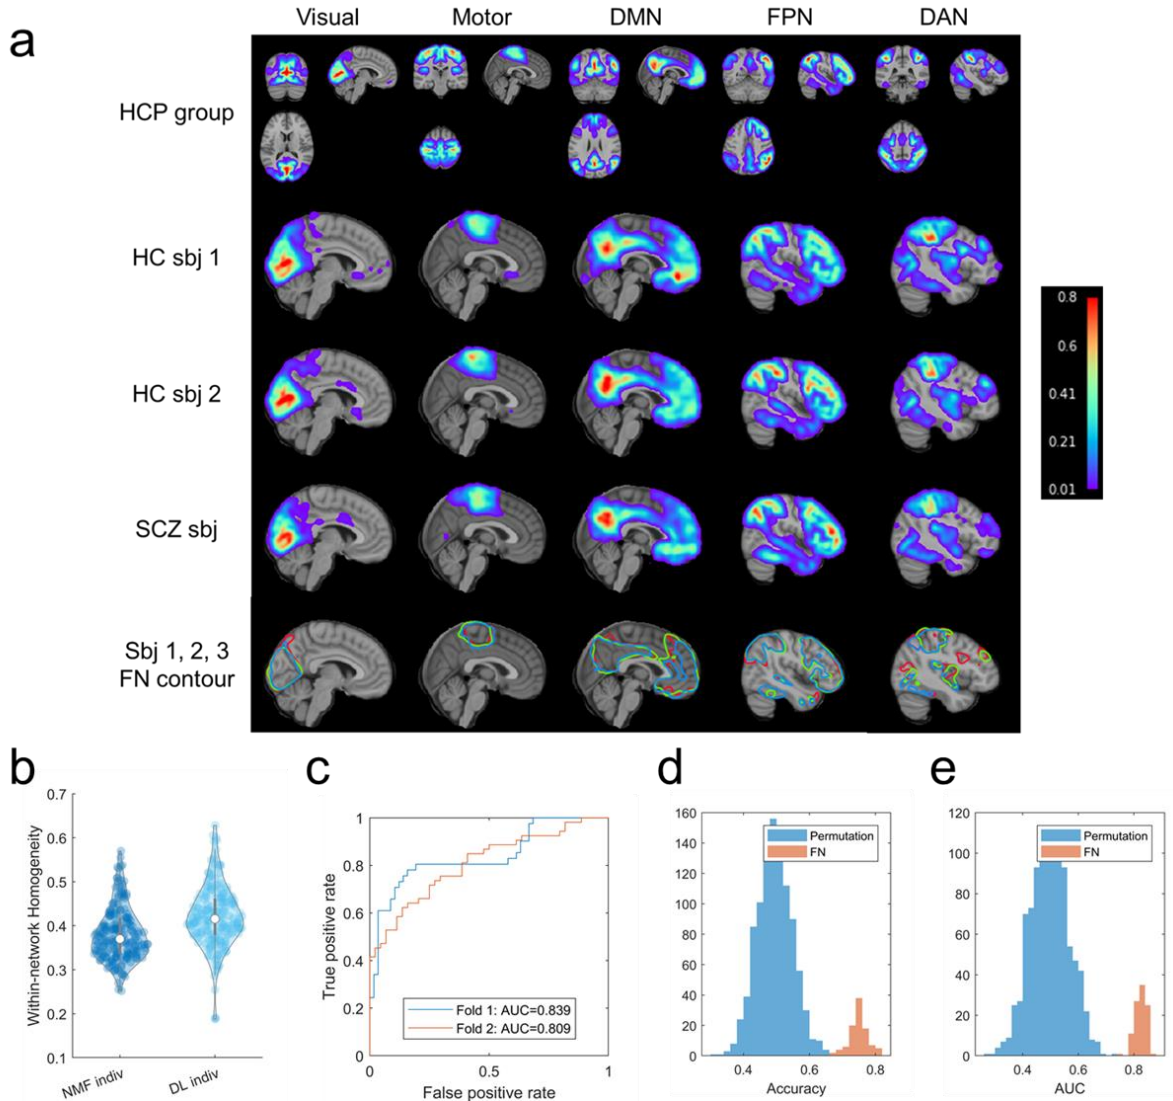 a
Visual Motor DMN FPN DAN
HCP group
HC sbj 1
HC sbj 2
SCZ sbj
Sbj 1, 2, 3
FN contour
0.8
0.6
0.41
0.21
0.01
b
0.7
0.6
0.5
0.4
0.3
0.2
0.1
Within-network Homogeneity
NMF indiv DL indiv
c
1
0.8
0.6
0.4
0.2
0
True positive rate
Fold 1: AUC=0.839
Fold 2: AUC=0.809
0 0.5 1
False positive rate
d
160
140
120
100
80
60
40
20
0
Permutation
FN
0.4 0.6 0.8
Accuracy
e
120
100
80
60
40
20
0
Permutation
FN
0.4 0.6 0.8
AUC